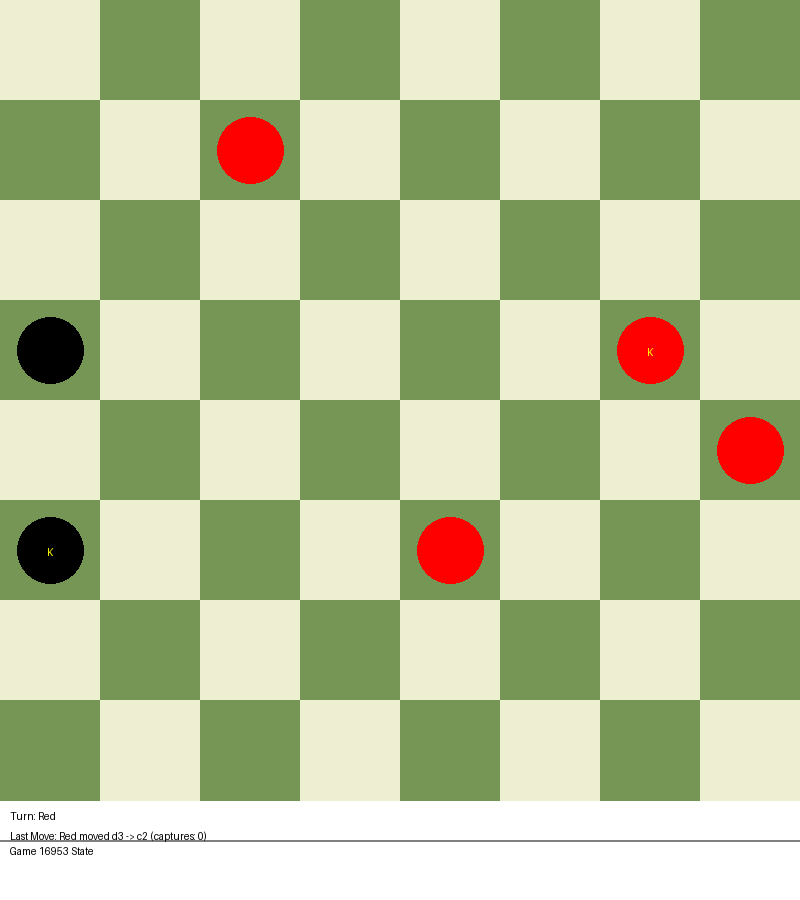 K
K
Turn: Red
Last Move: Red moved d3 -> c2 (captures: 0)
Game 16953 State